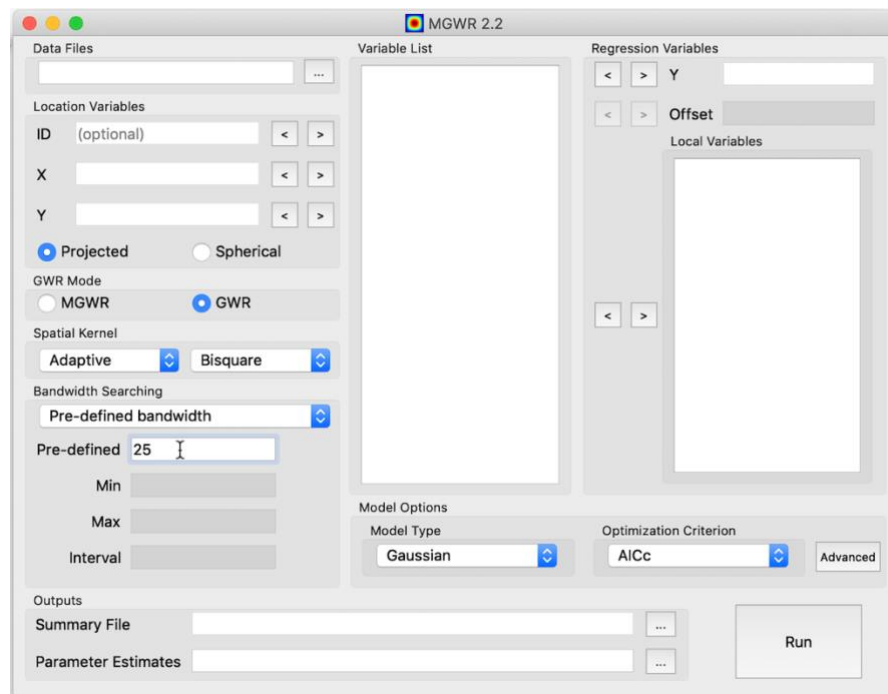 MGWR 2.2
Data Files
...
Location Variables
ID (optional) < >
X < >
Y < >
Projected Spherical
GWR Mode
MGWR GWR
Spatial Kernel
Adaptive Bisquare
Bandwidth Searching
Pre-defined bandwidth
Pre-defined 25
Min
Max
Interval
Variable List
Regression Variables
< > Y
< > Offset
Local Variables
< >
Model Options
Model Type Optimization Criterion
Gaussian AICc Advanced
Outputs
Summary File ...
Parameter Estimates ...
Run